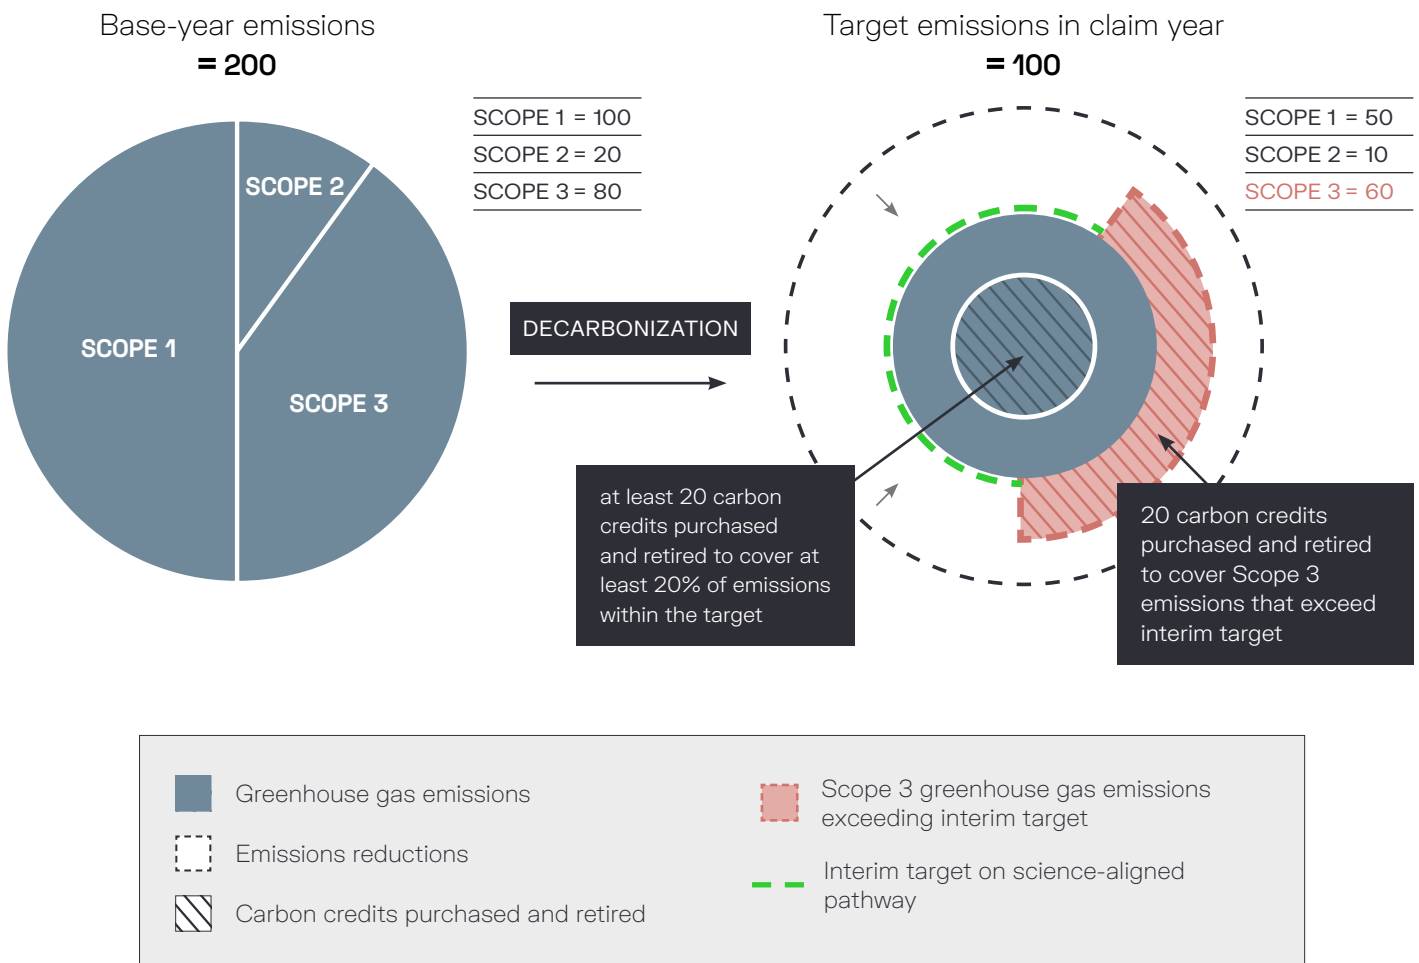 Base-year emissions
= 200
SCOPE 1 = 100
SCOPE 2 = 20
SCOPE 3 = 80
SCOPE 1
SCOPE 2
SCOPE 3
DECARBONIZATION
Target emissions in claim year
= 100
SCOPE 1 = 50
SCOPE 2 = 10
SCOPE 3 = 60
at least 20 carbon
credits purchased
and retired to cover at
least 20% of emissions
within the target
20 carbon credits
purchased and retired
to cover Scope 3
emissions that exceed
interim target
Greenhouse gas emissions
Emissions reductions
Carbon credits purchased and retired
Scope 3 greenhouse gas emissions
exceeding interim target
Interim target on science-aligned
pathway